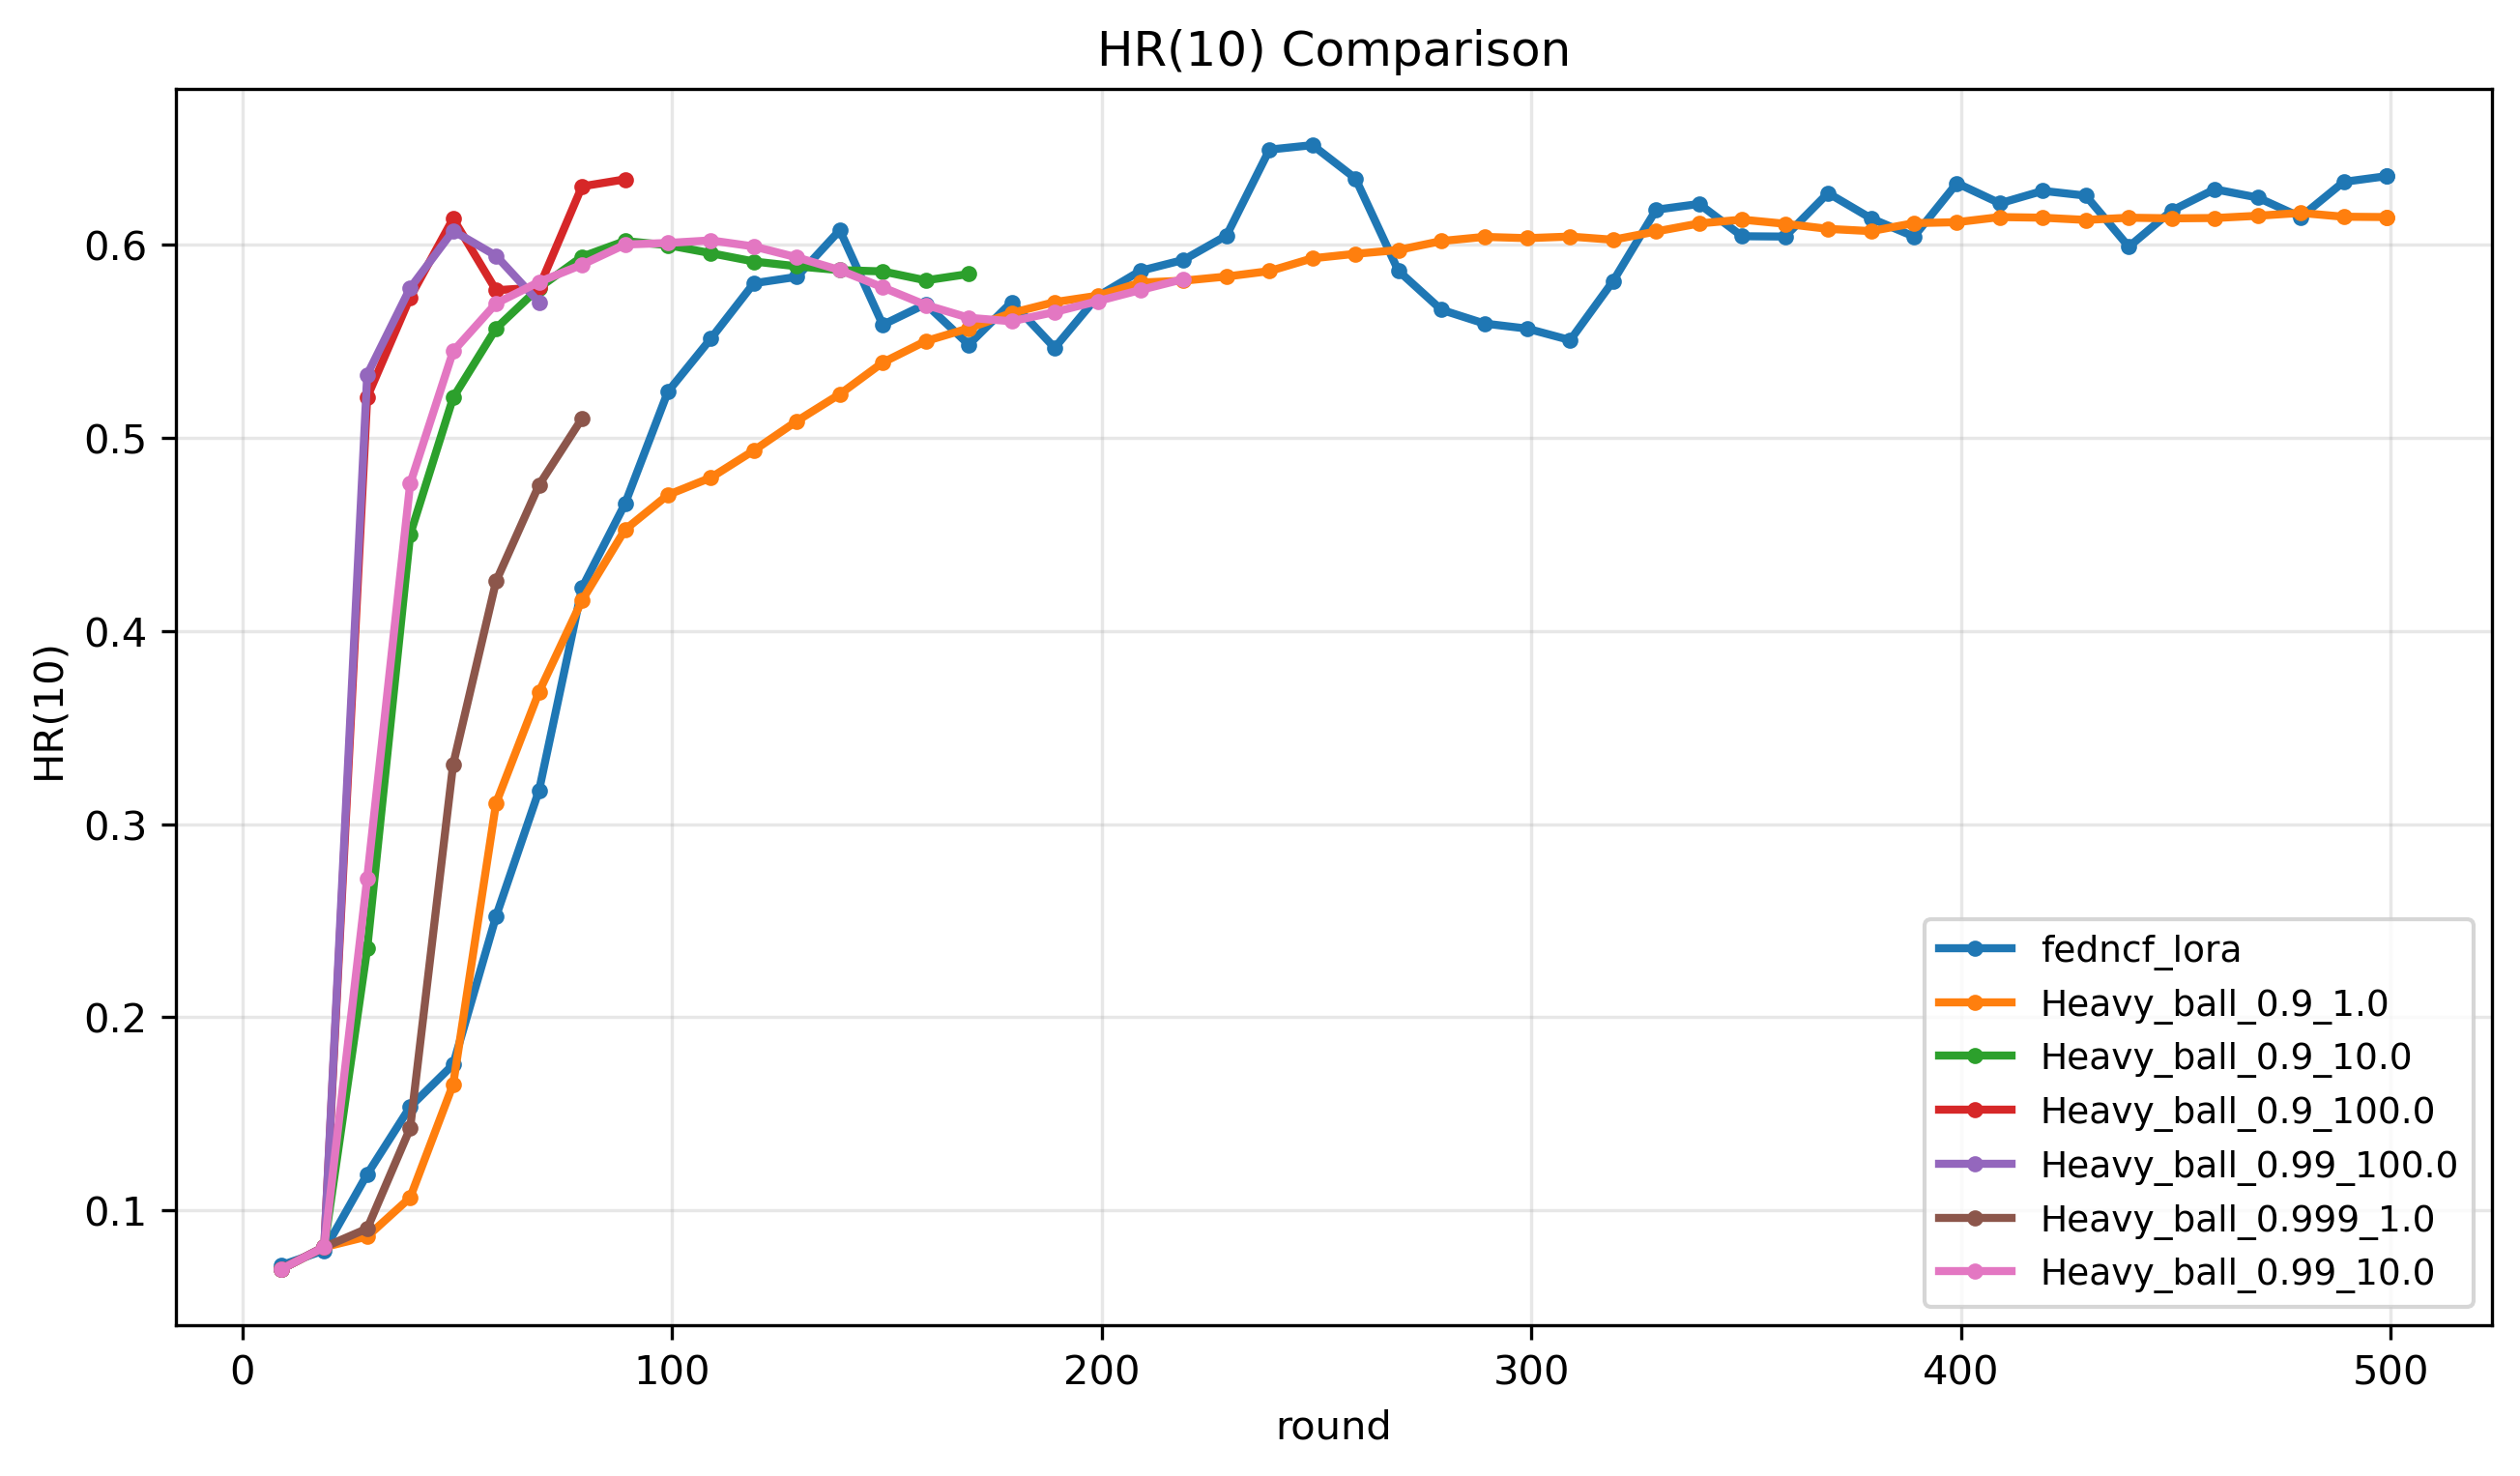 HR(10) Comparison
HR(10)
0.6
0.5
0.4
0.3
0.2
0.1
0 100 200 300 400 500
round
fedncf_lora
Heavy_ball_0.9_1.0
Heavy_ball_0.9_10.0
Heavy_ball_0.9_100.0
Heavy_ball_0.99_100.0
Heavy_ball_0.999_1.0
Heavy_ball_0.99_10.0